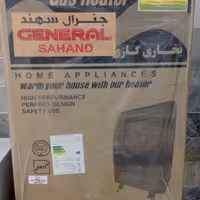 gas heater
جنرال سهند
GENERAL
SAHAND
بخاری گازی
HOME APPLIANCES
warm your house with our heater
HIGH PERFORMANCE
PERFECT DESIGN
SAFETY USE